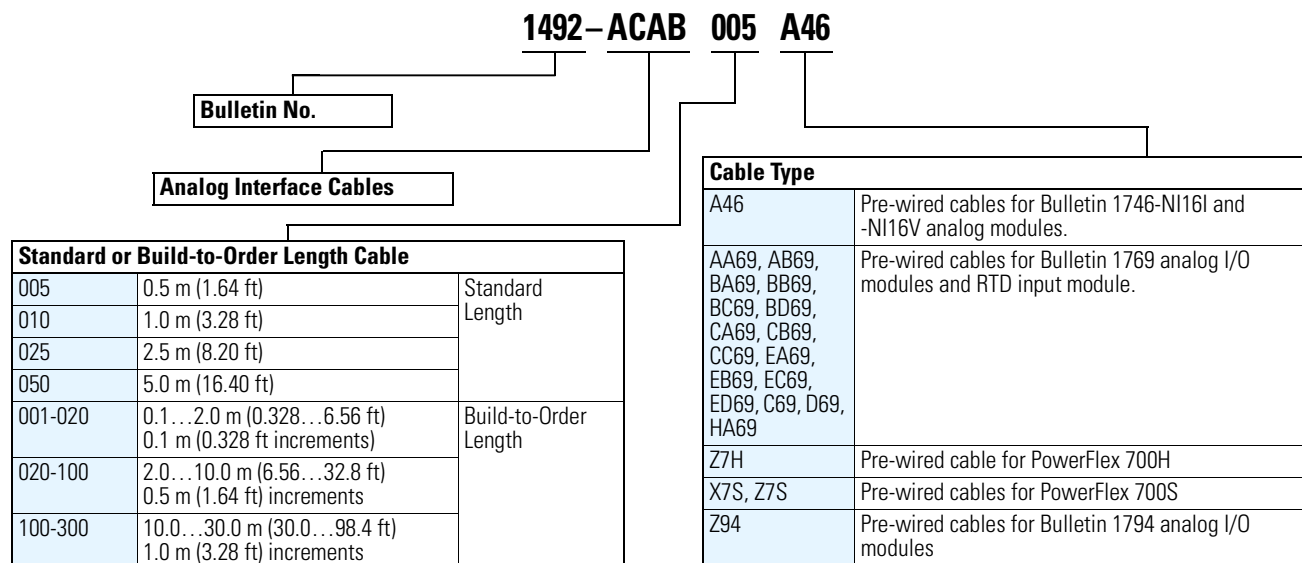 1492–ACAB 005 A46
Bulletin No.
Analog Interface Cables
Standard or Build-to-Order Length Cable
005 0.5 m (1.64 ft) Standard
Length
010 1.0 m (3.28 ft)
025 2.5 m (8.20 ft)
050 5.0 m (16.40 ft)
001-020 0.1…2.0 m (0.328…6.56 ft) Build-to-Order
0.1 m (0.328 ft increments) Length
020-100 2.0…10.0 m (6.56…32.8 ft)
0.5 m (1.64 ft) increments
100-300 10.0…30.0 m (30.0…98.4 ft)
1.0 m (3.28 ft) increments
Cable Type
A46 Pre-wired cables for Bulletin 1746-NI16I and
-NI16V analog modules.
AA69, AB69, Pre-wired cables for Bulletin 1769 analog I/O
BA69, BB69, modules and RTD input module.
BC69, BD69,
CA69, CB69,
CC69, EA69,
EB69, EC69,
ED69, C69, D69,
HA69
Z7H Pre-wired cable for PowerFlex 700H
X7S, Z7S Pre-wired cables for PowerFlex 700S
Z94 Pre-wired cables for Bulletin 1794 analog I/O
modules